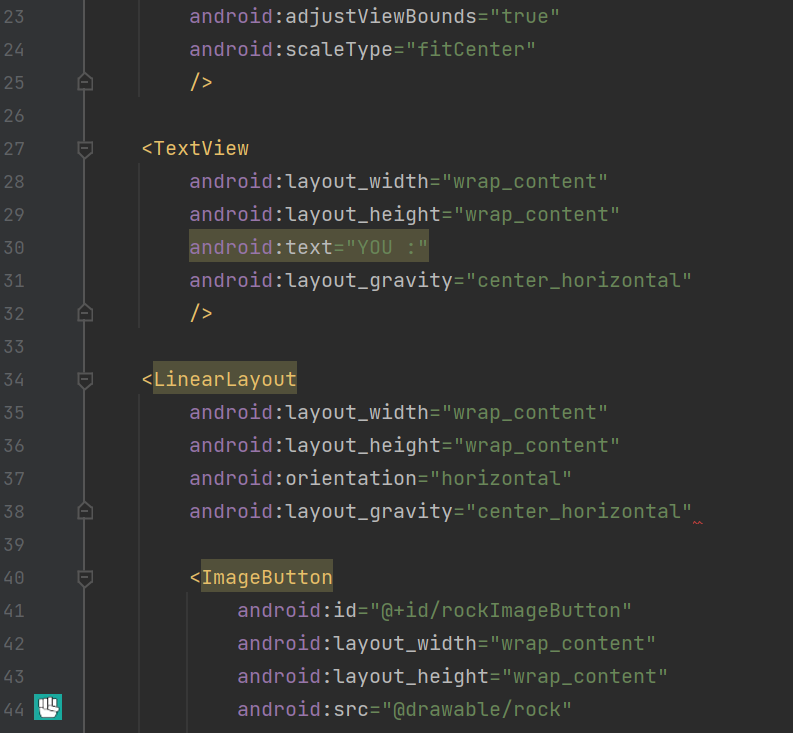 23 android:adjustViewBounds="true"
24 android:scaleType="fitCenter"
25 />
26
27 <TextView
28 android:layout_width="wrap_content"
29 android:layout_height="wrap_content"
30 android:text="YOU :"
31 android:layout_gravity="center_horizontal"
32 />
33
34 <LinearLayout
35 android:layout_width="wrap_content"
36 android:layout_height="wrap_content"
37 android:orientation="horizontal"
38 android:layout_gravity="center_horizontal"
39
40 <ImageButton
41 android:id="@+id/rockImageButton"
42 android:layout_width="wrap_content"
43 android:layout_height="wrap_content"
44 android:src="@drawable/rock"